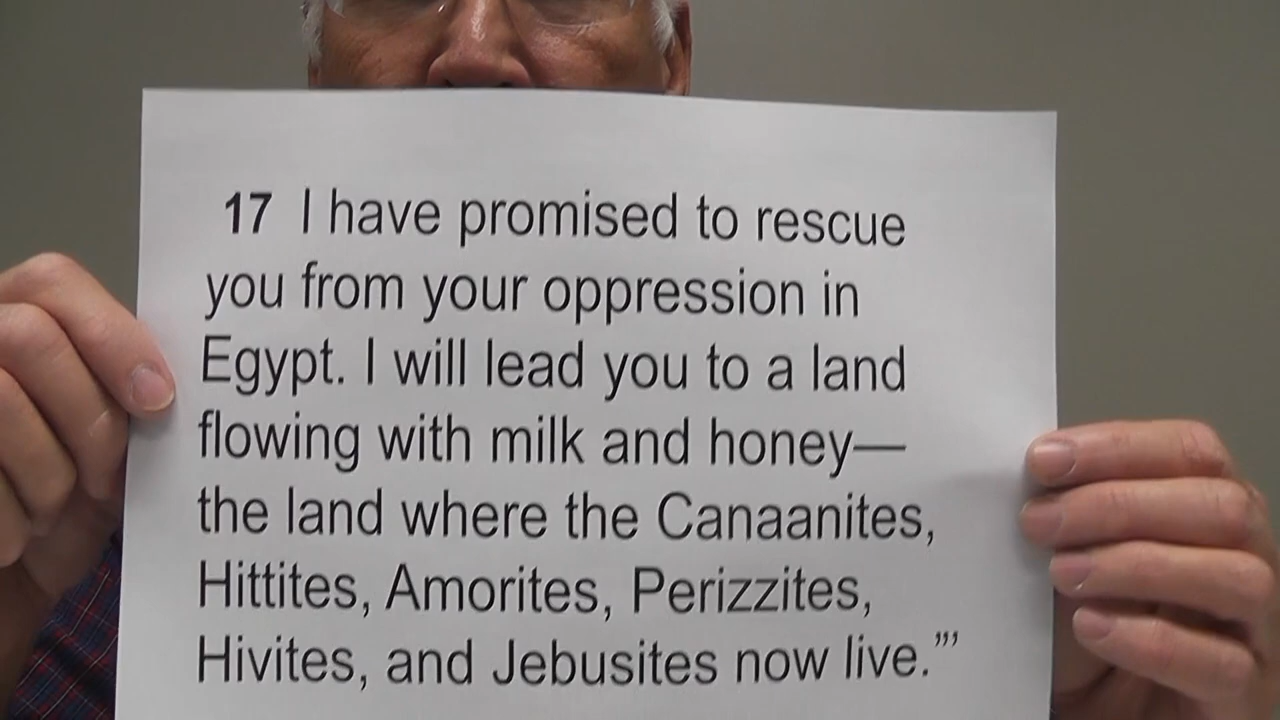 17 I have promised to rescue
you from your oppression in
Egypt. I will lead you to a land
flowing with milk and honey—
the land where the Canaanites,
Hittites, Amorites, Perizzites,
Hivites, and Jebusites now live.”’”